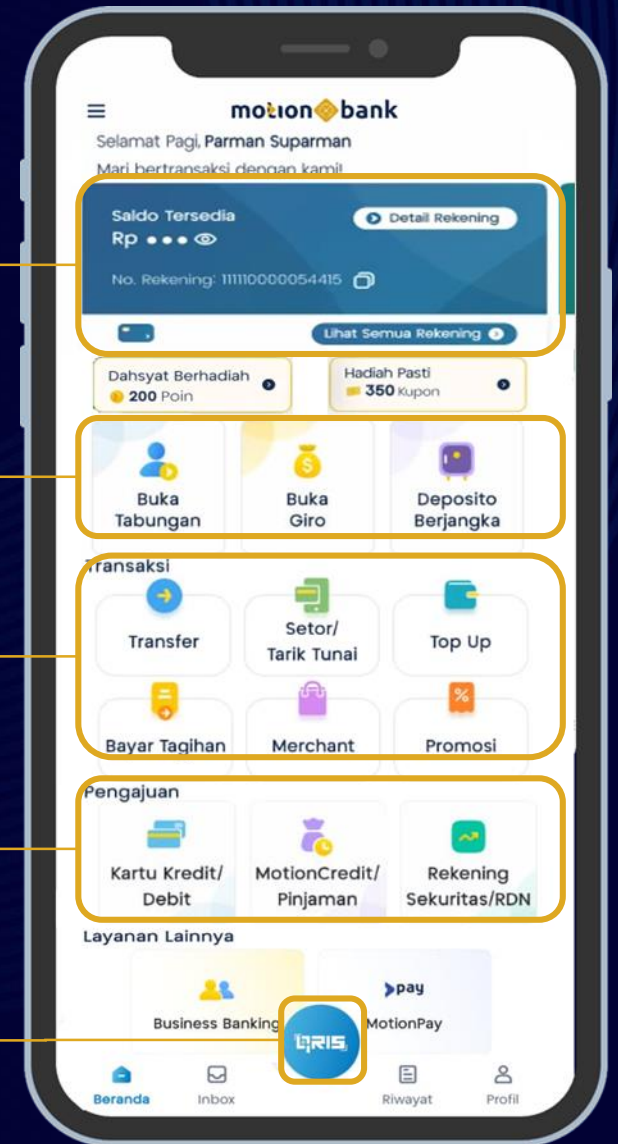 motion bank
Selamat Pagi, Parman Suparman
Mari bertransaksi dengan kami!
Saldo Tersedia
Detail Rekening
Rp •••
No. Rekening: 111110000054415
Lihat Semua Rekening
Dahsyat Berhadiah
200 Poin
Hadiah Pasti
350 Kupon
Buka Tabungan
Buka Giro
Deposito Berjangka
Transaksi
Transfer
Setor/
Tarik Tunai
Top Up
Bayar Tagihan
Merchant
Promosi
Pengajuan
Kartu Kredit/
Debit
MotionCredit/
Pinjaman
Rekening
Sekuritas/RDN
Layanan Lainnya
Business Banking
pay
MotionPay
QRIS
Beranda
Inbox
Riwayat
Profil